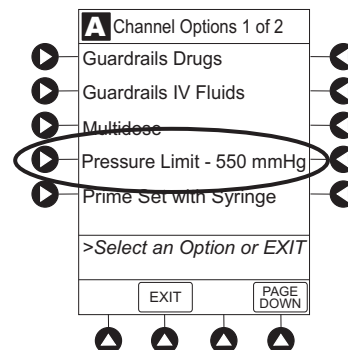 A Channel Options 1 of 2
Guardrails Drugs
Guardrails IV Fluids
Multidose
Pressure Limit - 550 mmHg
Prime Set with Syringe
>Select an Option or EXIT
EXIT
PAGE
DOWN